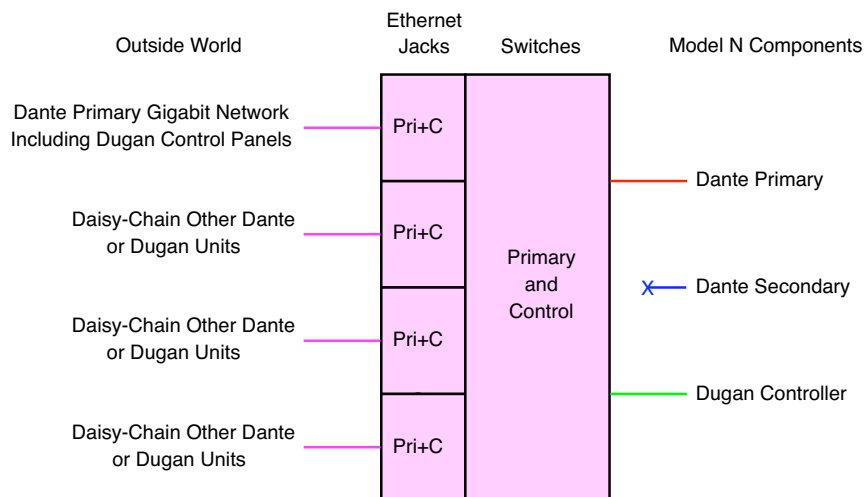 Outside World
Ethernet
Jacks
Switches
Model N Components
Dante Primary Gigabit Network
Including Dugan Control Panels
Pri+C
Dante Primary
Daisy-Chain Other Dante
or Dugan Units
Pri+C
Primary
and
Control
X
Dante Secondary
Daisy-Chain Other Dante
or Dugan Units
Pri+C
Dugan Controller
Daisy-Chain Other Dante
or Dugan Units
Pri+C